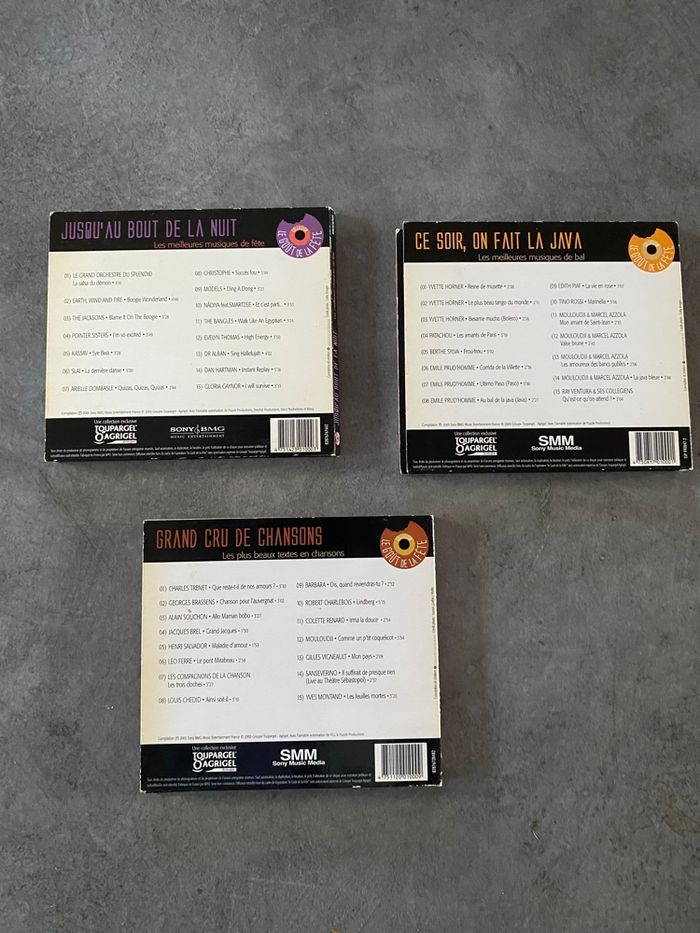 JUSQU'AU BOUT DE LA NUIT
Les meilleures musiques de fête
LE GOÛT DE LA FÊTE
01) LE GRAND ORCHESTRE DU SPLENDID
La salsa du démon
02) EARTH, WIND AND FIRE • Boogie Wonderland
03) THE JACKSONS • Blame It On The Boogie
04) POINTER SISTERS • I'm so excited
05) KASSAV • Sye Bwa
06) SLAI • La dernière danse
07) ARIELLE DOMBASLE • Quizas, Quizas, Quizas
08) CHRISTOPHE • Succès fou
09) MODELS • Ding A Dong
10) NÂDIYA feat.SMARTZEE • Et c'est parti...
11) THE BANGLES • Walk Like An Egyptian
12) EVELYN THOMAS • High Energy
13) DR ALBAN • Sing Hallelujah
14) DAN HARTMAN • Instant Replay
15) GLORIA GAYNOR • I will survive
Une collection exclusive
TOUPARGEL
AGRIGEL
SONY BMG
MUSIC ENTERTAINMENT
CE SOIR, ON FAIT LA JAVA
Les meilleures musiques de bal
LE GOÛT DE LA FÊTE
(01 YVETTE HORNER • Reine de musette
(02 YVETTE HORNER • Le plus beau tango du monde
(03 YVETTE HORNER • Besame mucho (Boléro)
(04 PATACHOU • Les amants de Paris
(05 BERTHE SYLVA • Frou-frou
(06 EMILE PRUD'HOMME • Corrida de la Villette
(07 EMILE PRUD'HOMME • Ultimo Paso (Paso)
(08 EMILE PRUD'HOMME • Au bal de la java (Java)
(09 EDITH PIAF • La vie en rose
(10 TINO ROSSI • Marinella
(11 MOULOUDJI & MARCEL AZZOLA
Mon amant de Saint-Jean
(12 MOULOUDJI & MARCEL AZZOLA
Valse brune
(13 MOULOUDJI & MARCEL AZZOLA
Les amoureux des bancs publics
(14 MOULOUDJI & MARCEL AZZOLA • La java bleue
(15 RAY VENTURA & SES COLLEGIENS
Qu'est-ce qu'on attend ?
Une collection exclusive
TOUPARGEL
AGRIGEL
SMM
Sony Music Media
GRAND CRU DE CHANSONS
Les plus beaux textes en chansons
LE GOÛT DE LA FÊTE
01) CHARLES TRENET • Que reste-t-il de nos amours ?
02) GEORGES BRASSENS • Chanson pour l'auvergnat
03) ALAIN SOUCHON • Allo Maman bobo
04) JACQUES BREL • Grand Jacques
05) HENRI SALVADOR • Maladie d'amour
06) LEO FERRE • Le pont Mirabeau
07) LES COMPAGNONS DE LA CHANSON
Les trois cloches
08) LOUIS CHEDID • Ainsi soit-il
09) BARBARA • Dis, quand reviendras-tu ?
10) ROBERT CHARLEBOIS • Lindberg
11) COLETTE RENARD • Irma la douce
12) MOULOUDJI • Comme un p'tit coquelicot
13) GILLES VIGNEAULT • Mon pays
14) SANSEVERINO • Il suffirait de presque rien
(Live au Théâtre Sébastopol)
15) YVES MONTAND • Les feuilles mortes
Une collection exclusive
TOUPARGEL
AGRIGEL
SMM
Sony Music Media